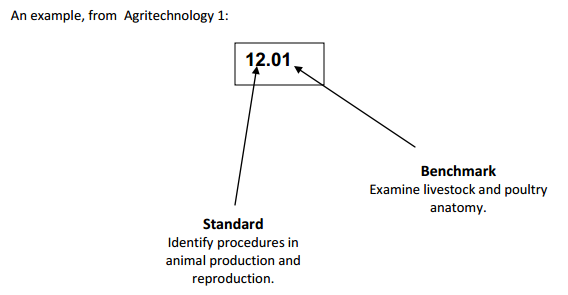 An example, from Agritechnology 1:
12.01
Benchmark
Examine livestock and poultry
anatomy.
Standard
Identify procedures in
animal production and
reproduction.